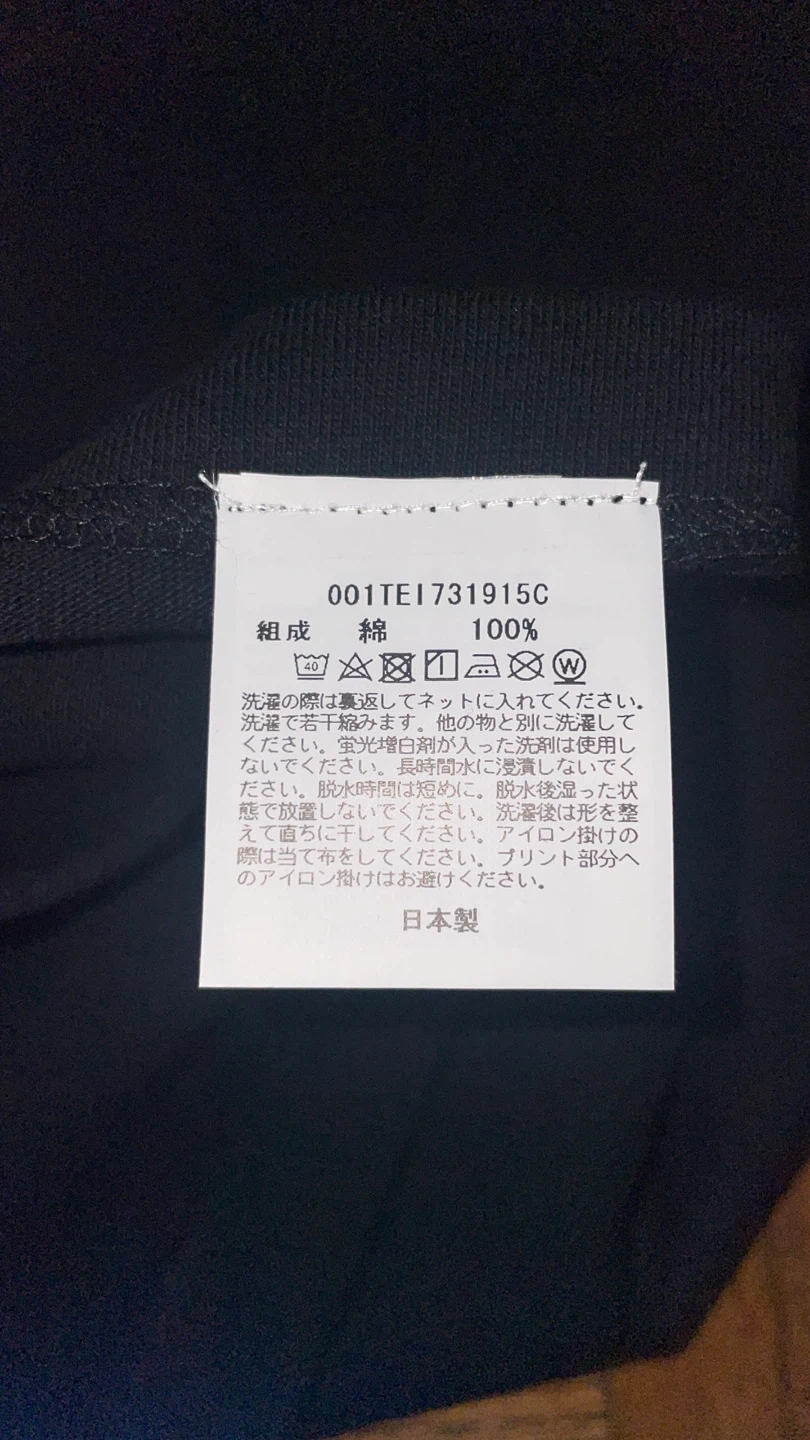 001TEI731915C
組成 綿 100%
40 W
洗濯の際は裏返してネットに入れてください。
洗濯で若干縮みます。他の物と別に洗濯して
ください。蛍光増白剤が入った洗剤は使用し
ないでください。長時間水に浸漬しないでく
ださい。脱水時間は短めに。脱水後湿った状
態で放置しないでください。洗濯後は形を整
えて直ちに干してください。アイロン掛けの
際は当て布をしてください。プリント部分へ
のアイロン掛けはお避けください。
日本製